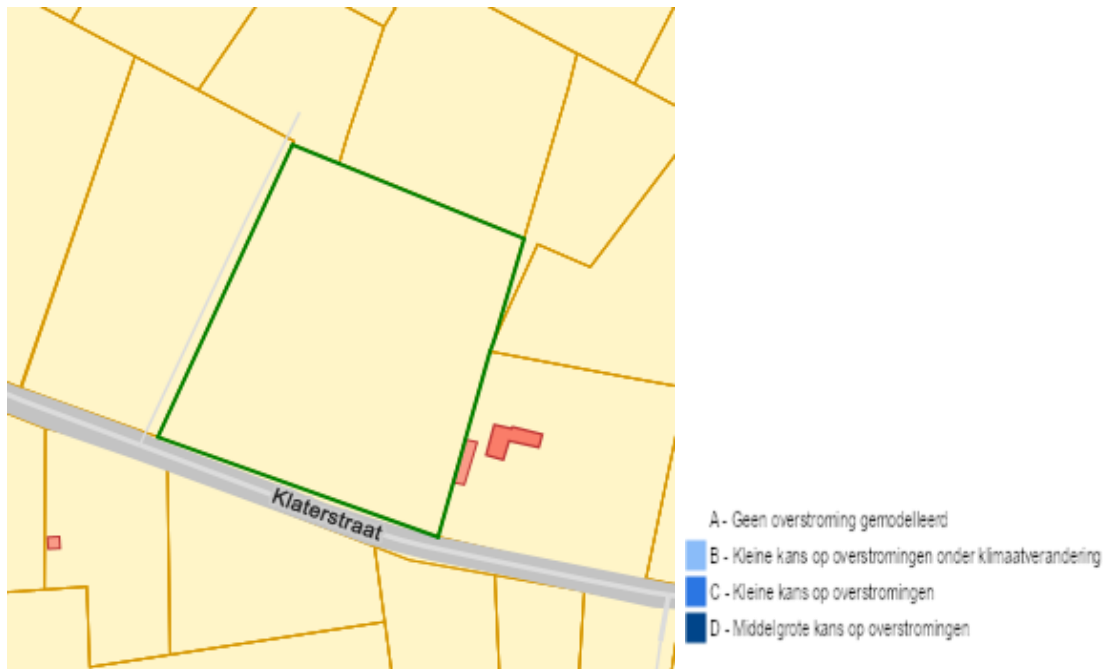 Klaterstraat
A - Geen overstroming gemodelleerd
B - Kleine kans op overstromingen onder klimaatverandering
C - Kleine kans op overstromingen
D - Middelgrote kans op overstromingen